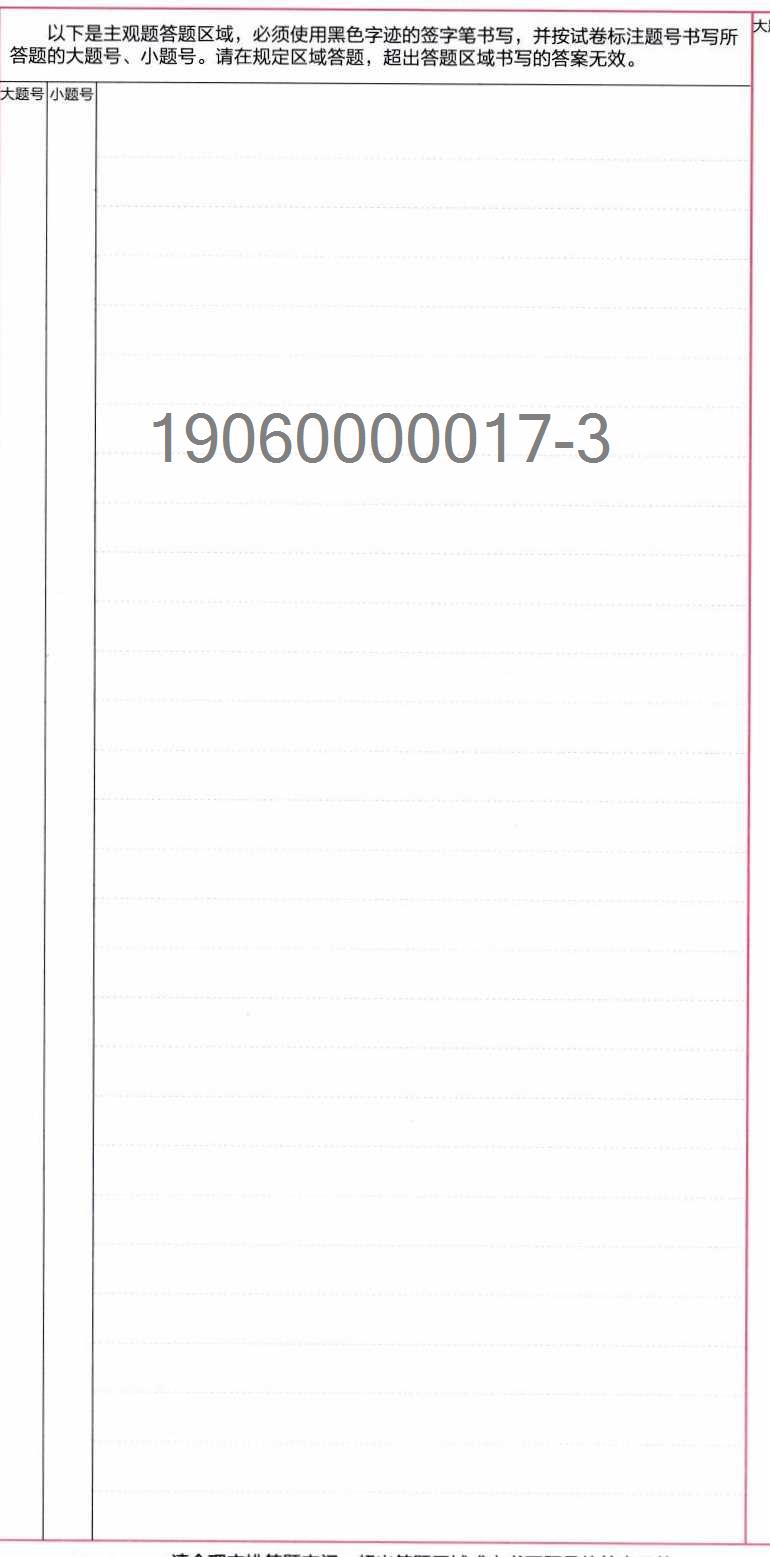 以下是主观题答题区域，必须使用黑色字迹的签字笔书写，并按试卷标注题号书写所
答题的大题号、小题号。请在规定区域答题，超出答题区域书写的答案无效。
大题号 小题号
19060000017-3